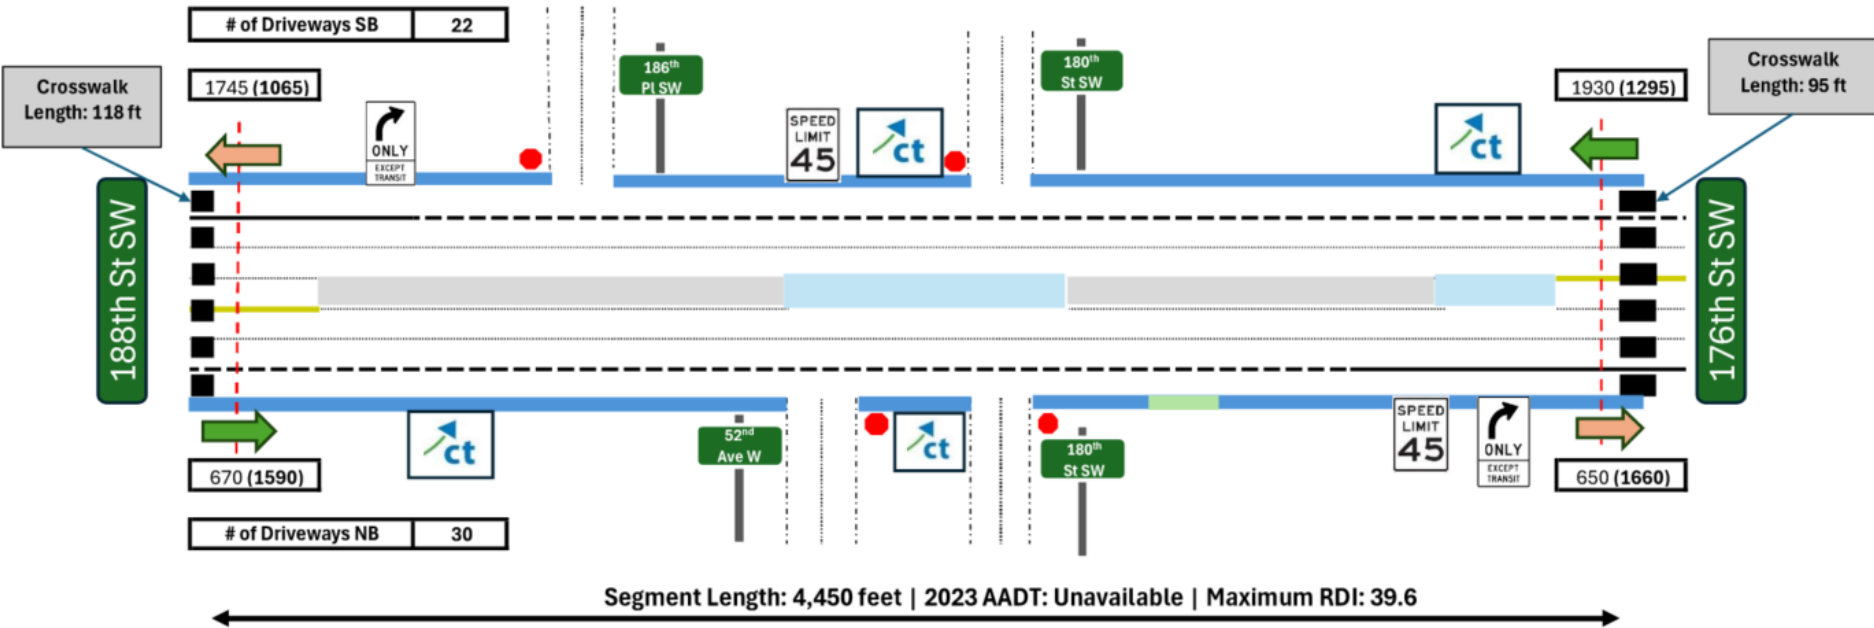 # of Driveways SB 22
1745 (1065)
Crosswalk
Length: 118 ft
ONLY
EXCEPT
TRANSIT
186th
Pl SW
SPEED
LIMIT
45
ct
180th
St SW
ct
1930 (1295)
Crosswalk
Length: 95 ft
188th St SW
176th St SW
670 (1590)
ct
52nd
Ave W
ct
180th
St SW
SPEED
LIMIT
45
ONLY
EXCEPT
TRANSIT
650 (1660)
# of Driveways NB 30
Segment Length: 4,450 feet | 2023 AADT: Unavailable | Maximum RDI: 39.6